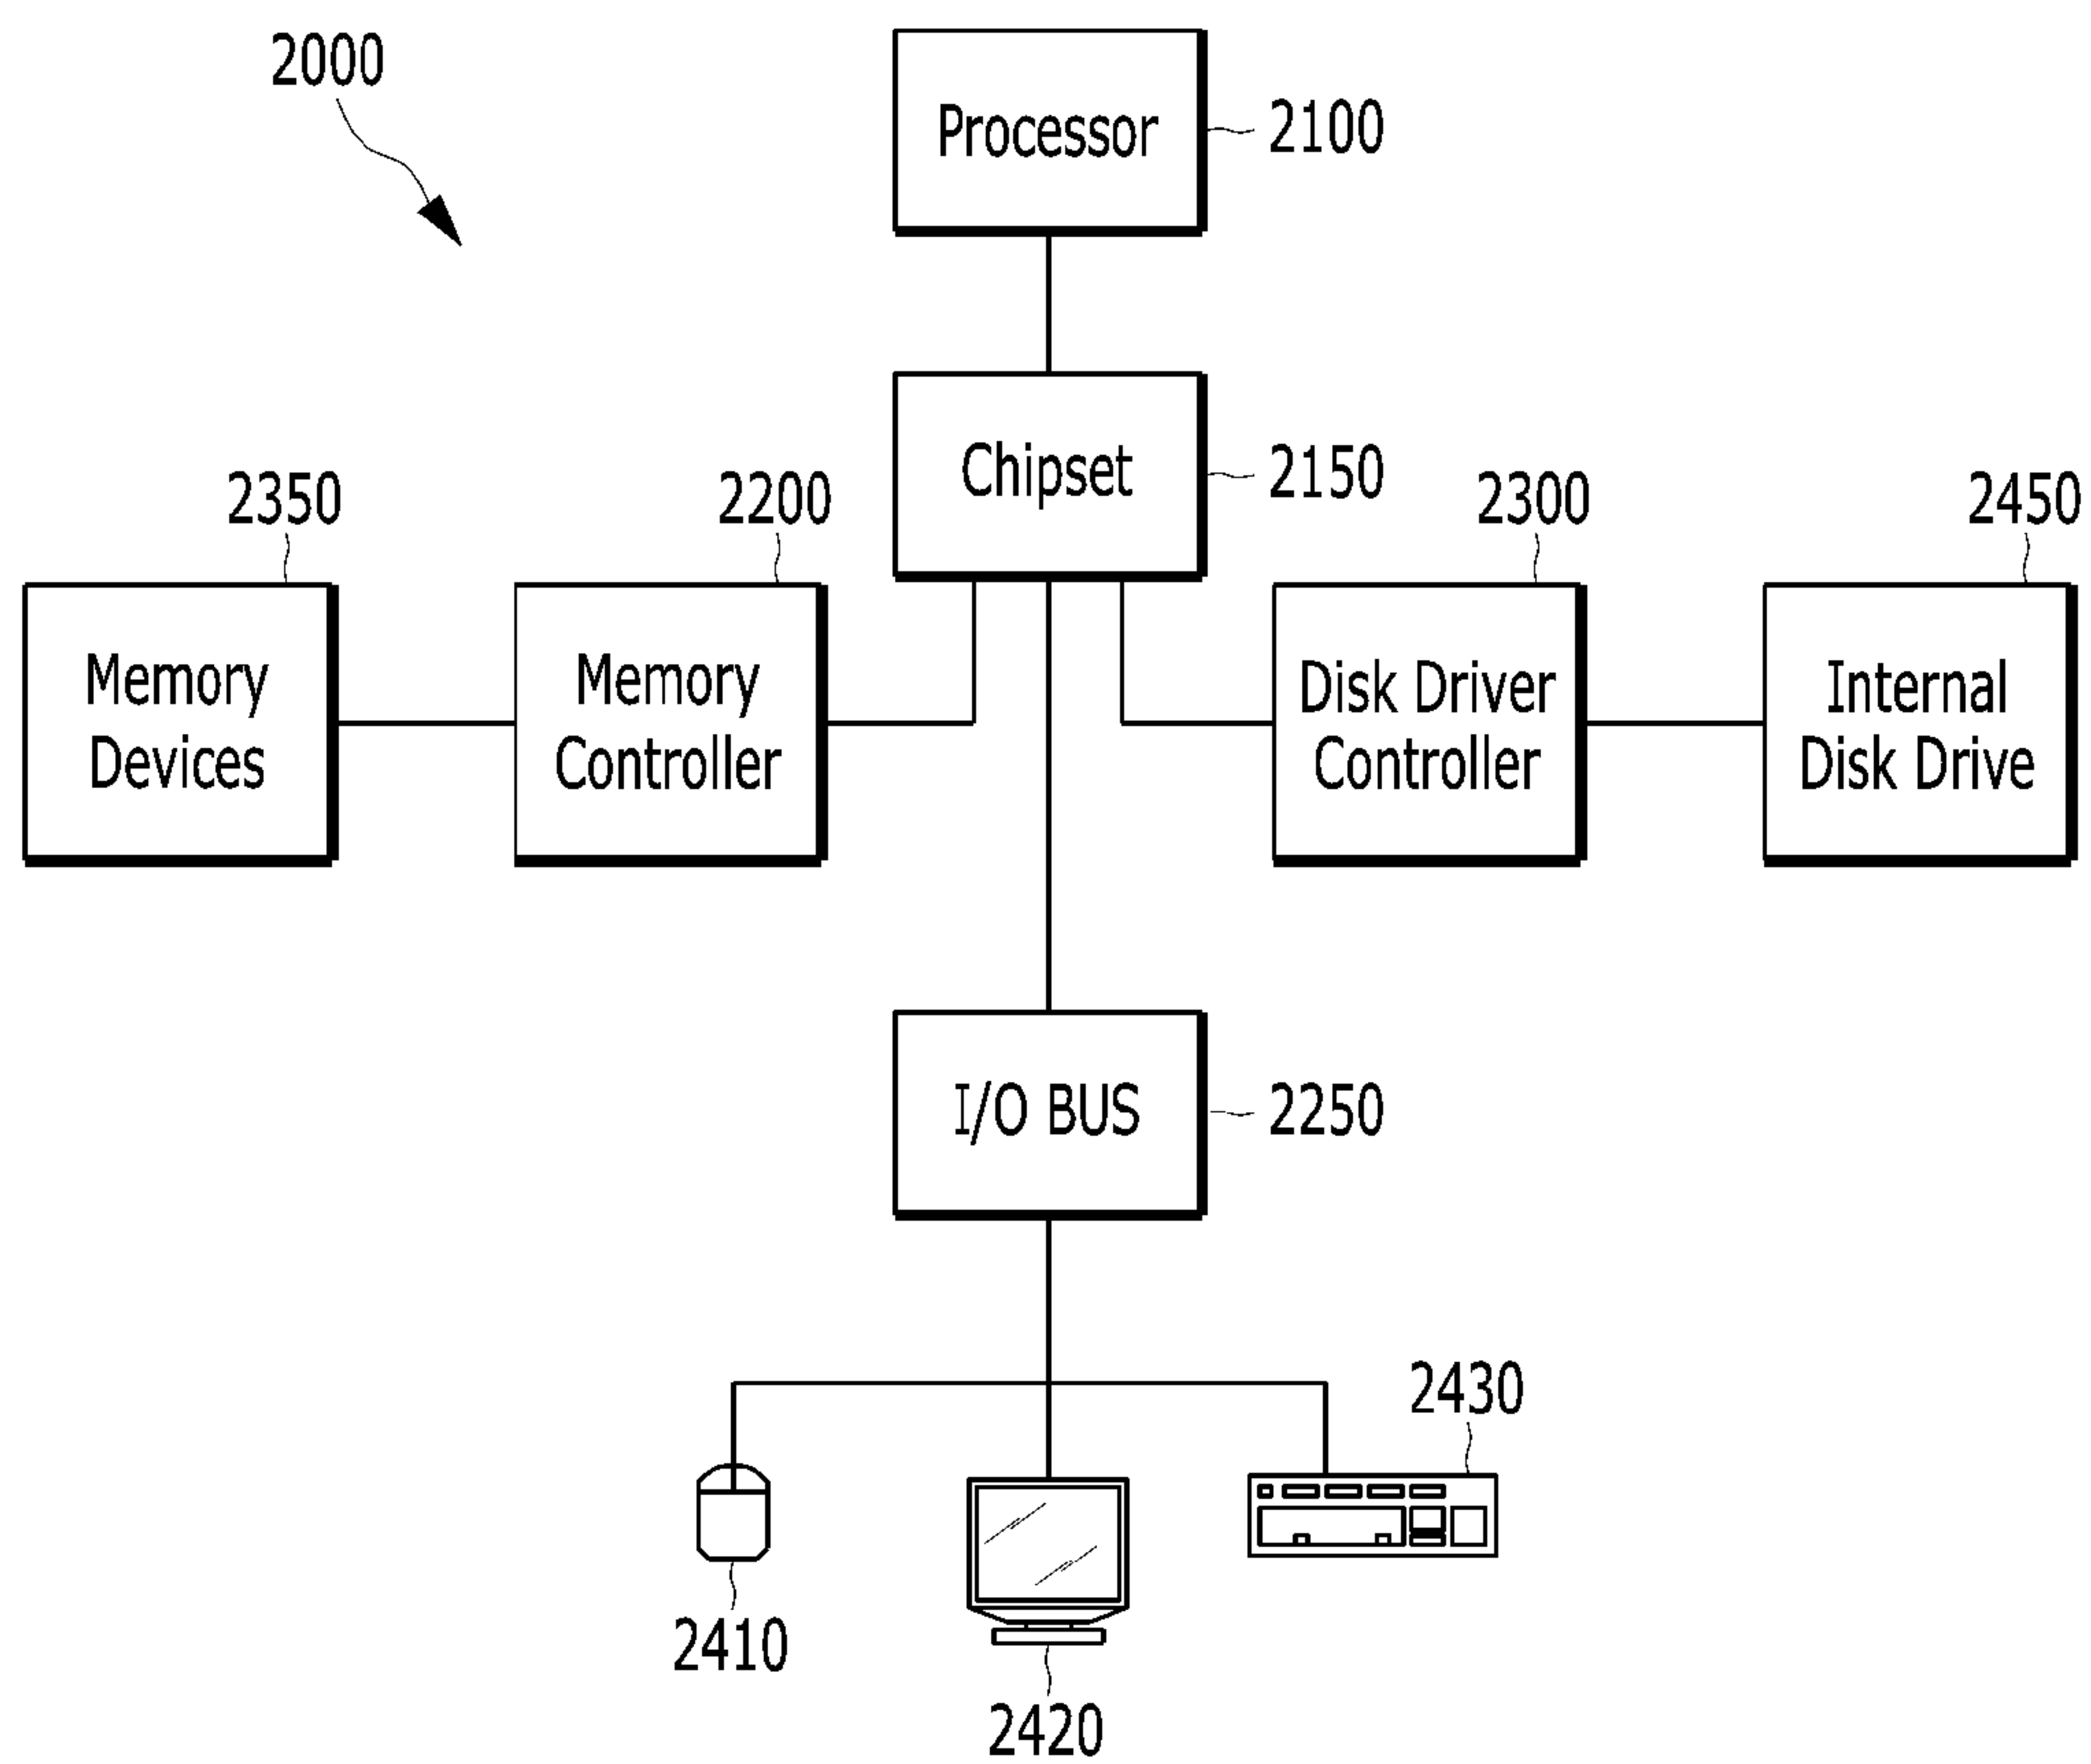 2000
Processor
2100
Chipset
2150
2350
2200
2300
2450
Memory
Devices
Memory
Controller
Disk Driver
Controller
Internal
Disk Drive
I/O BUS
2250
2430
2410
2420